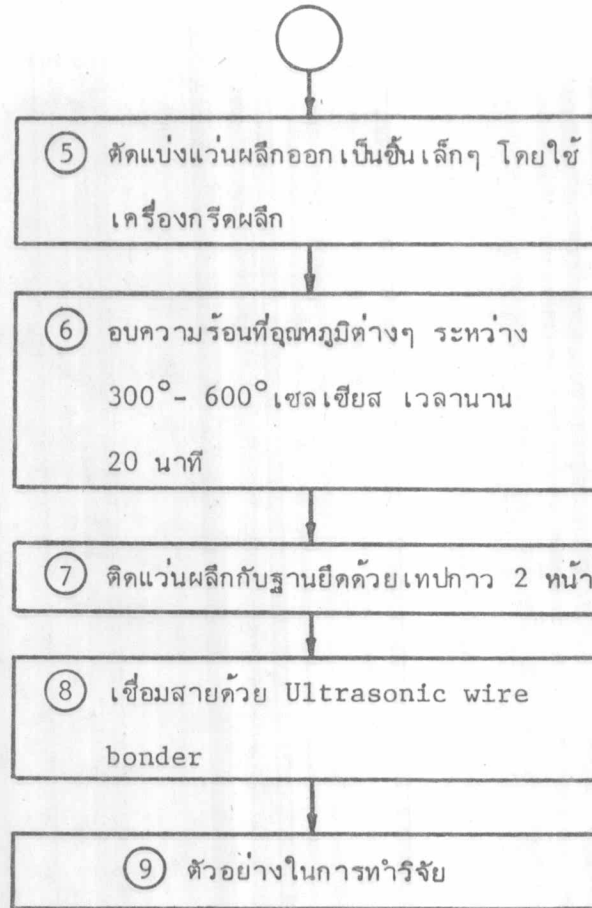 ⑤ ตัดแบ่งแว่นผลึกออกเป็นชิ้นเล็กๆ โดยใช้
เครื่องกรีดผลึก
⑥ อบความร้อนที่อุณหภูมิต่างๆ ระหว่าง
300°- 600° เซลเซียส เวลานาน
20 นาที
⑦ ติดแว่นผลึกกับฐานยึดด้วยเทปกาว 2 หน้า
⑧ เชื่อมสายด้วย Ultrasonic wire
bonder
⑨ ตัวอย่างในการทำวิจัย